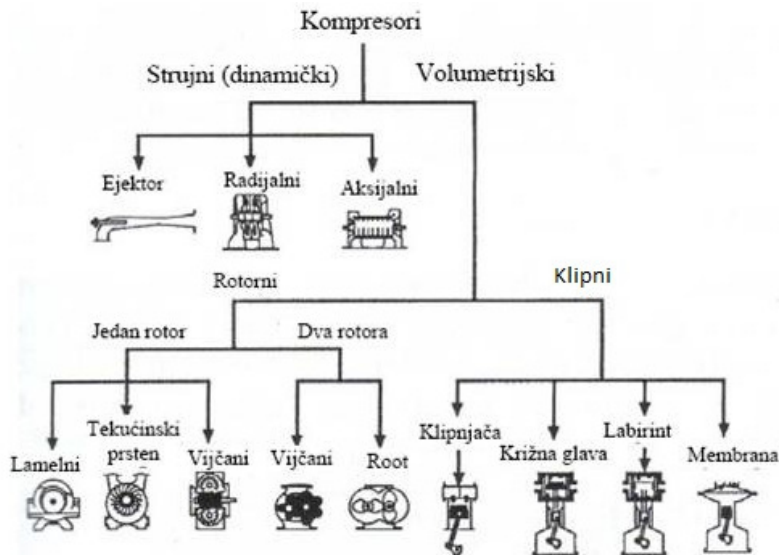 Kompresori
Strujni (dinamički)
Volumetrijski
Ejektor
Radijalni
Aksijalni
Rotorni
Klipni
Jedan rotor
Dva rotora
Lamelni
Tekućinski
prsten
Vijčani
Vijčani
Root
Klipnjača
Križna glava
Labirint
Membrana